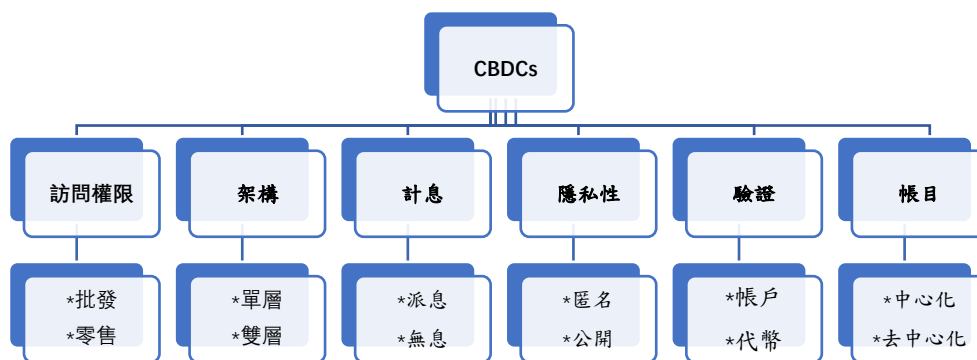 CBDCs
訪問權限
架構
計息
隱私性
驗證
帳目
*批發
*零售
*單層
*雙層
*派息
*無息
*匿名
*公開
*帳戶
*代幣
*中心化
*去中心化